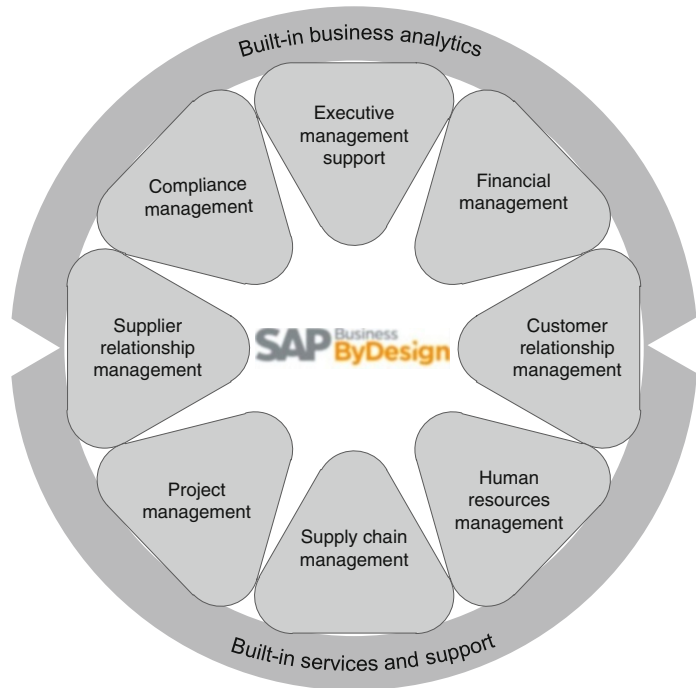 Built-in business analytics
Executive
management
support
Financial
management
Customer
relationship
management
Human
resources
management
Supply chain
management
Project
management
Supplier
relationship
management
Compliance
management
SAP Business
ByDesign
Built-in services and support